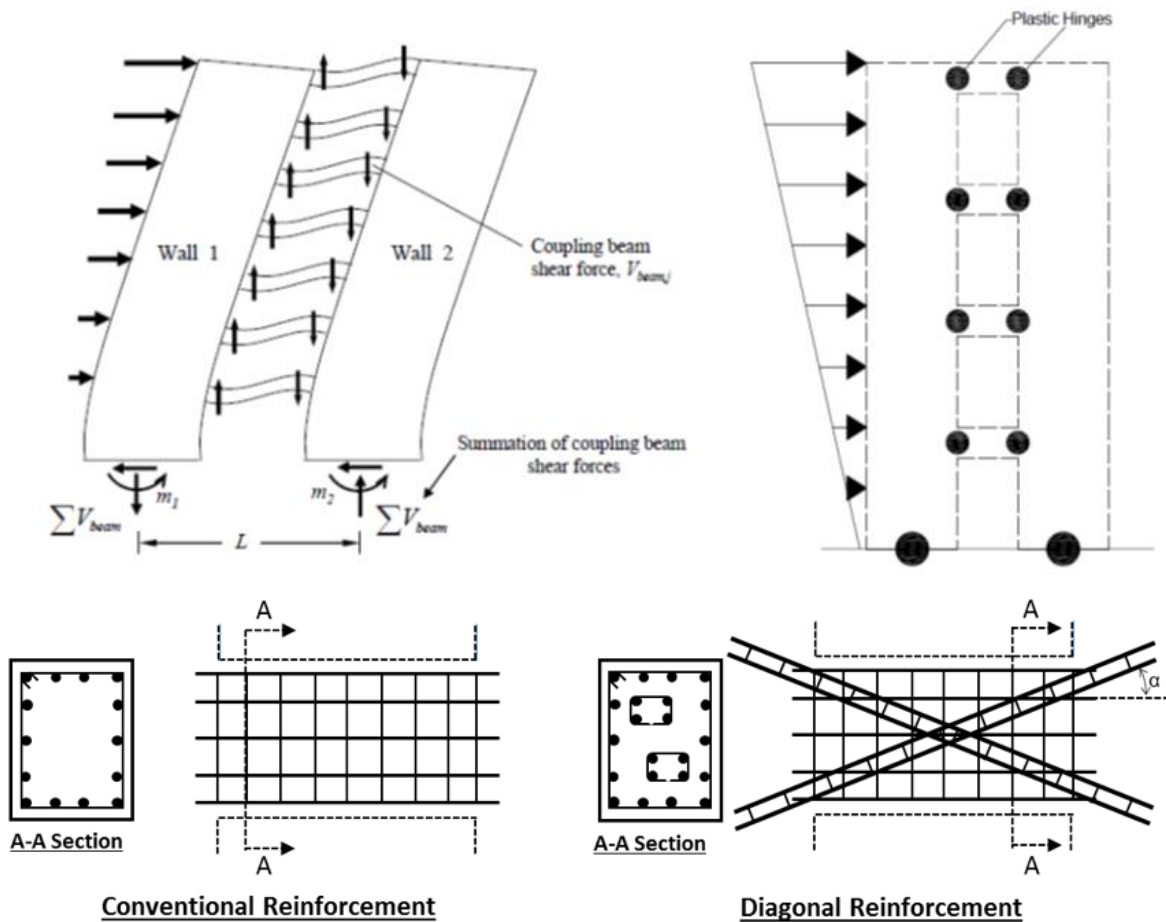 Plastic Hinges
Wall 1
Wall 2
Coupling beam
shear force, V_beam,j
Summation of coupling beam
shear forces
m1
m2
∑ V_beam
∑ V_beam
L
A
A
α
A-A Section
A
A-A Section
A
Conventional Reinforcement
Diagonal Reinforcement